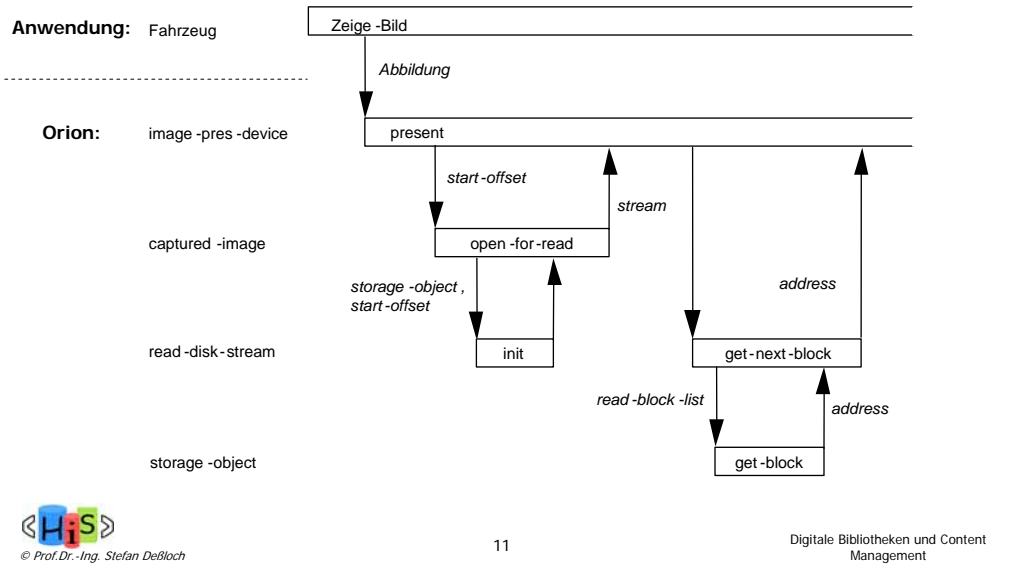 Anwendung: Fahrzeug Zeige -Bild
Abbildung
Orion: image -pres -device present
start -offset
stream
captured -image open -for -read
storage -object ,
start -offset
address
read -disk -stream init get -next -block
read -block -list
address
storage -object get -block
HiS
© Prof.Dr.-Ing. Stefan Deßloch
11
Digitale Bibliotheken und Content
Management